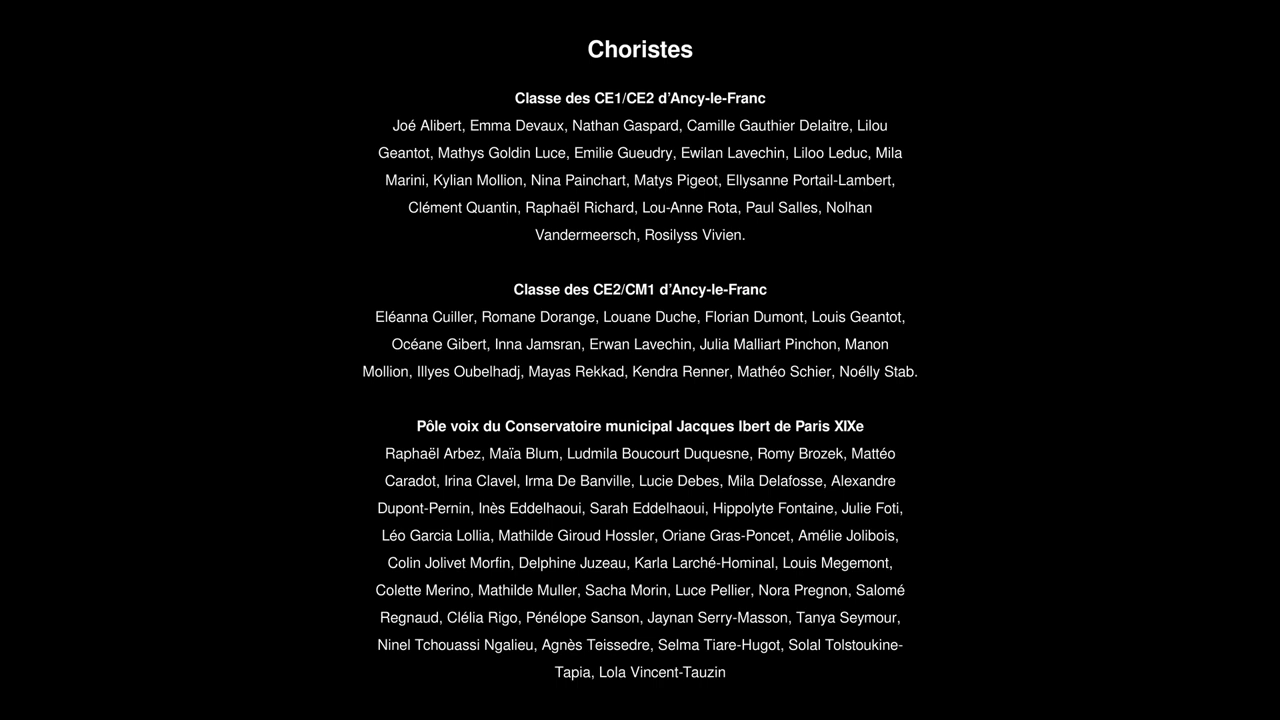 Choristes
Classe des CE1/CE2 d'Ancy-le-Franc
Joé Alibert, Emma Devaux, Nathan Gaspard, Camille Gauthier Delaitre, Lilou
Geantot, Mathys Goldin Luce, Emilie Gueudry, Ewilan Lavechin, Liloo Leduc, Mila
Marini, Kylian Mollion, Nina Painchart, Matys Pigeot, Ellysanne Portail-Lambert,
Clément Quantin, Raphaël Richard, Lou-Anne Rota, Paul Salles, Nolhan
Vandermeersch, Rosilyss Vivien.
Classe des CE2/CM1 d'Ancy-le-Franc
Eléanna Cuiller, Romane Dorange, Louane Duche, Florian Dumont, Louis Geantot,
Océane Gibert, Inna Jamsran, Erwan Lavechin, Julia Malliart Pinchon, Manon
Mollion, Illyes Oubelhadj, Mayas Rekkad, Kendra Renner, Mathéo Schier, Noélly Stab.
Pôle voix du Conservatoire municipal Jacques Ibert de Paris XIXe
Raphaël Arbez, Maïa Blum, Ludmila Boucourt Duquesne, Romy Brozek, Mattéo
Caradot, Irina Clavel, Irma De Banville, Lucie Debes, Mila Delafosse, Alexandre
Dupont-Pernin, Inès Eddelhaoui, Sarah Eddelhaoui, Hippolyte Fontaine, Julie Foti,
Léo Garcia Lollia, Mathilde Giroud Hossler, Oriane Gras-Poncet, Amélie Jolibois,
Colin Jolivet Morfin, Delphine Juzeau, Karla Larché-Hominal, Louis Megemont,
Colette Merino, Mathilde Muller, Sacha Morin, Luce Pellier, Nora Pregnon, Salomé
Regnaud, Clélia Rigo, Pénélope Sanson, Jaynan Serry-Masson, Tanya Seymour,
Ninel Tchouassi Ngalieu, Agnès Teissedre, Selma Tiare-Hugot, Solal Tolstoukine-
Tapia, Lola Vincent-Tauzin